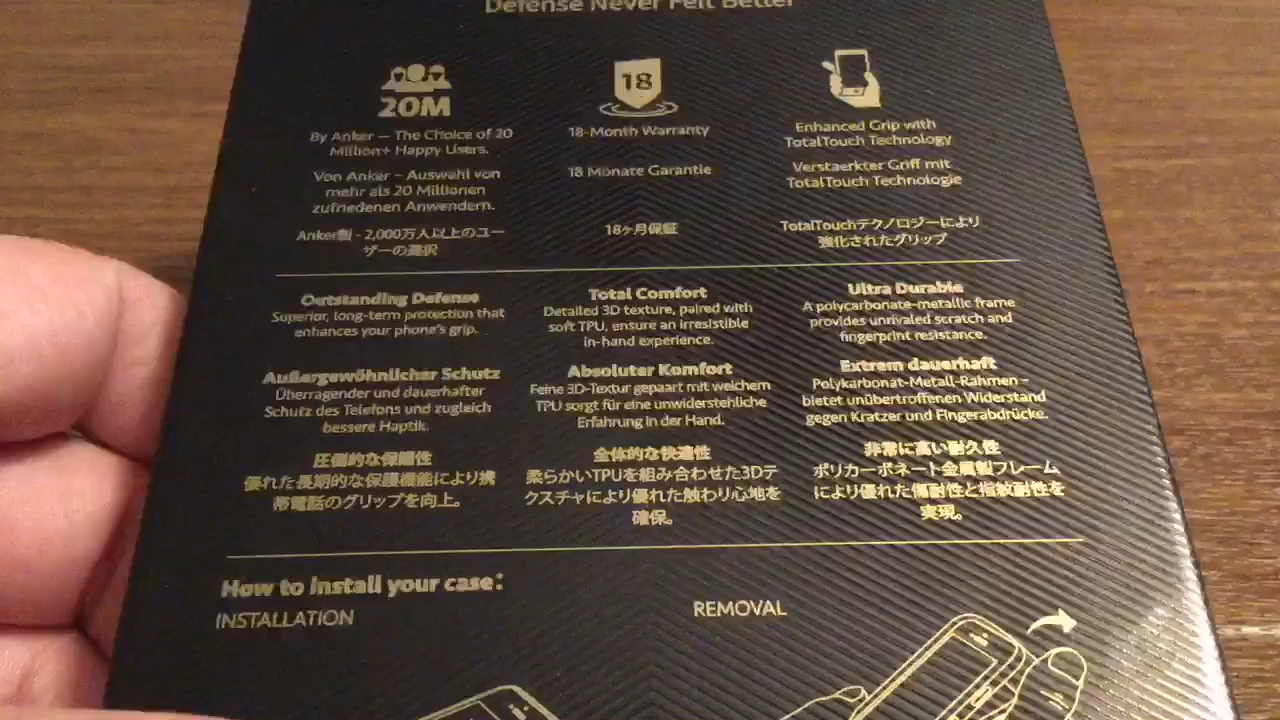 Defense Never Felt Better
20M
By Anker – The Choice of 20
Million+ Happy Users.
Von Anker – Auswahl von
mehr als 20 Millionen
zufriedenen Anwendern.
Anker製 - 2,000万人以上のユー
ザーの選択
18
18-Month Warranty
18 Monate Garantie
18ヶ月保証
Enhanced Grip with
TotalTouch Technology
Verstaerkter Griff mit
TotalTouch Technologie
TotalTouchテクノロジーにより
強化されたグリップ
Outstanding Defense
Superior, long-term protection that
enhances your phone's grip.
Außergewöhnlicher Schutz
Überragender und dauerhafter
Schutz des Telefons und zugleich
bessere Haptik.
圧倒的な保護性
優れた長期的な保護機能により携
帯電話のグリップを向上。
Total Comfort
Detailed 3D texture, paired with
soft TPU, ensure an irresistible
in-hand experience.
Absoluter Komfort
Feine 3D-Textur gepaart mit weichem
TPU sorgt für eine unwiderstehliche
Erfahrung in der Hand.
全体的な快適性
柔らかいTPUを組み合わせた3Dテ
クスチャにより優れた触わり心地を
確保。
Ultra Durable
A polycarbonate-metallic frame
provides unrivaled scratch and
fingerprint resistance.
Extrem dauerhaft
Polykarbonat-Metall-Rahmen –
bietet unübertroffenen Widerstand
gegen Kratzer und Fingerabdrücke.
非常に高い耐久性
ポリカーボネート金属製フレーム
により優れた傷耐性と指紋耐性を
実現。
How to install your case:
INSTALLATION
REMOVAL